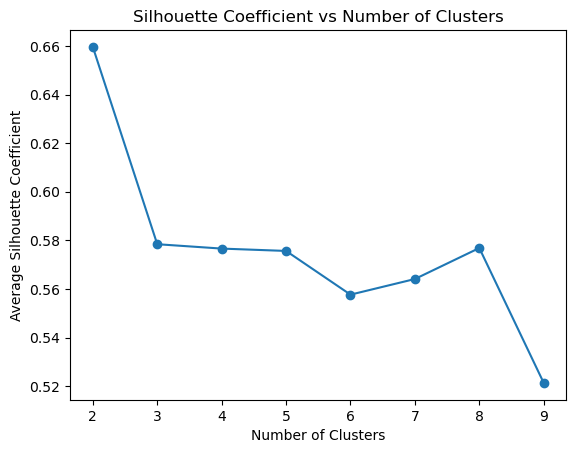 Silhouette Coefficient vs Number of Clusters
Average Silhouette Coefficient
0.66
0.64
0.62
0.60
0.58
0.56
0.54
0.52
2 3 4 5 6 7 8 9
Number of Clusters